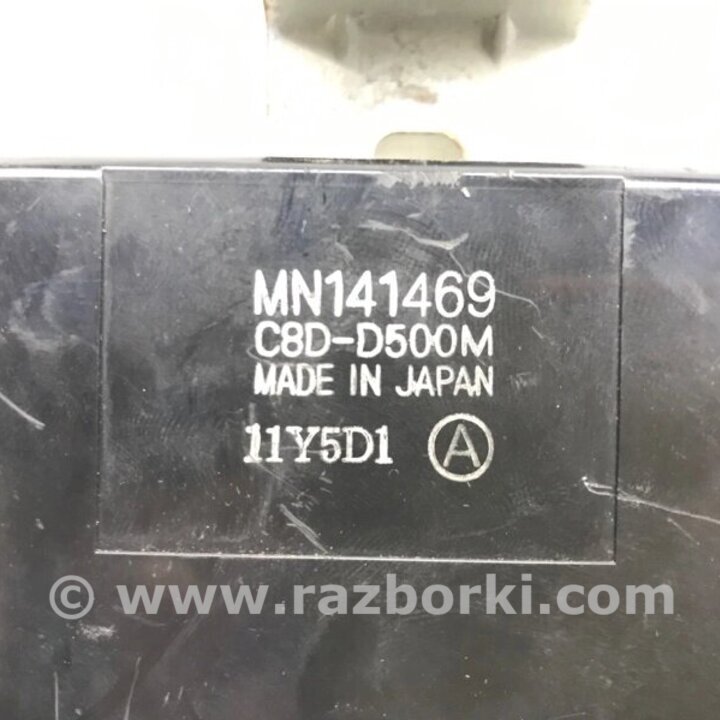 MN141469
C8D-D500M
MADE IN JAPAN
11Y5D1 Ⓐ
© www.razborki.com